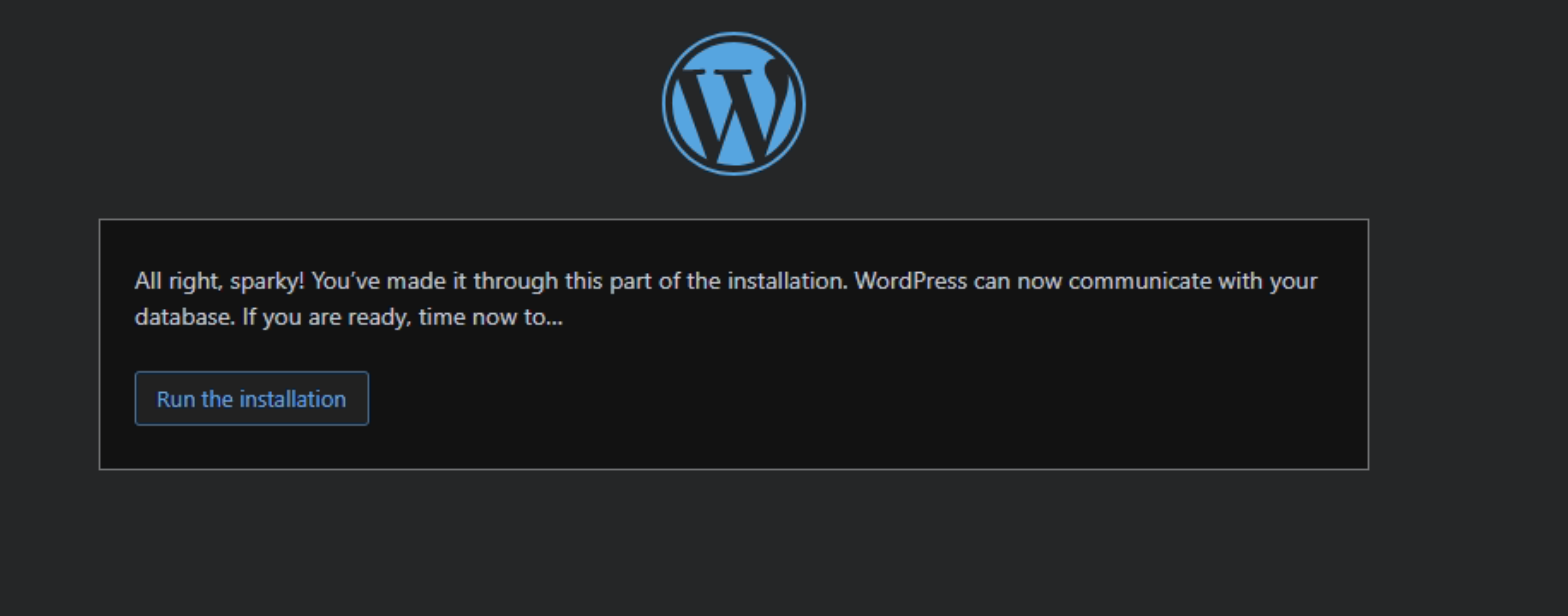 All right, sparky! You’ve made it through this part of the installation. WordPress can now communicate with your
database. If you are ready, time now to…
Run the installation